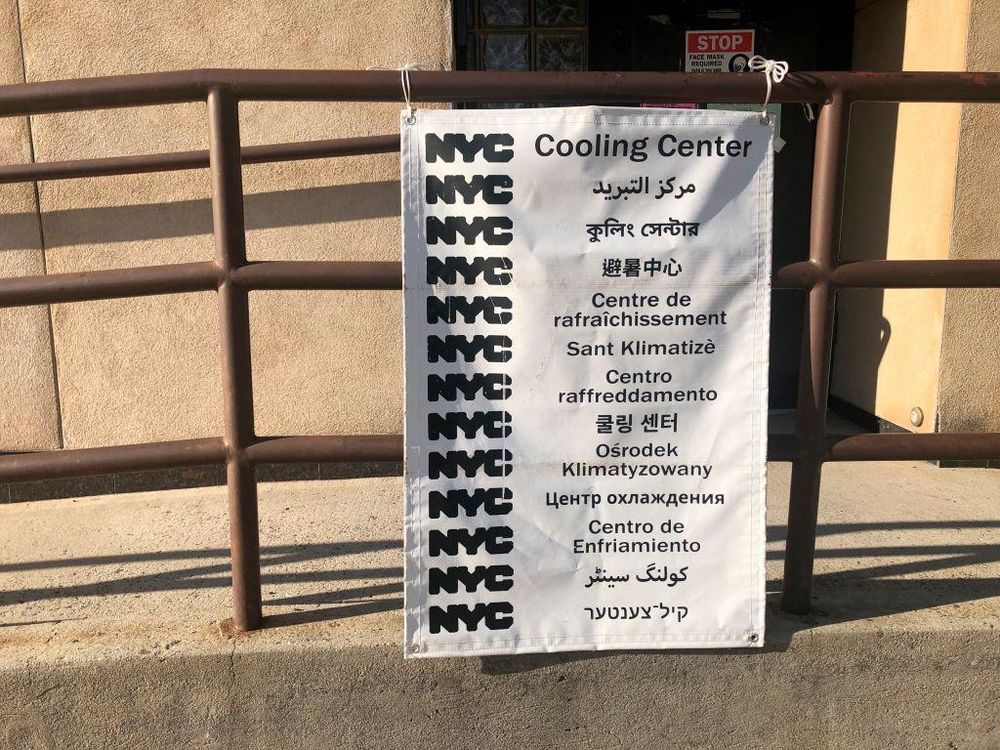 STOP
FACE MASK
REQUIRED
NYC Cooling Center
NYC مركز التبريد
NYC কুলিং সেন্টার
NYC 避暑中心
NYC Centre de
rafraîchissement
NYC Sant Klimatizè
NYC Centro
raffreddamento
NYC 쿨링 센터
NYC Ośrodek
Klimatyzowany
NYC Центр охлаждения
NYC Centro de
Enfriamiento
NYC کولنگ سینٹر
NYC קיל־צענטער